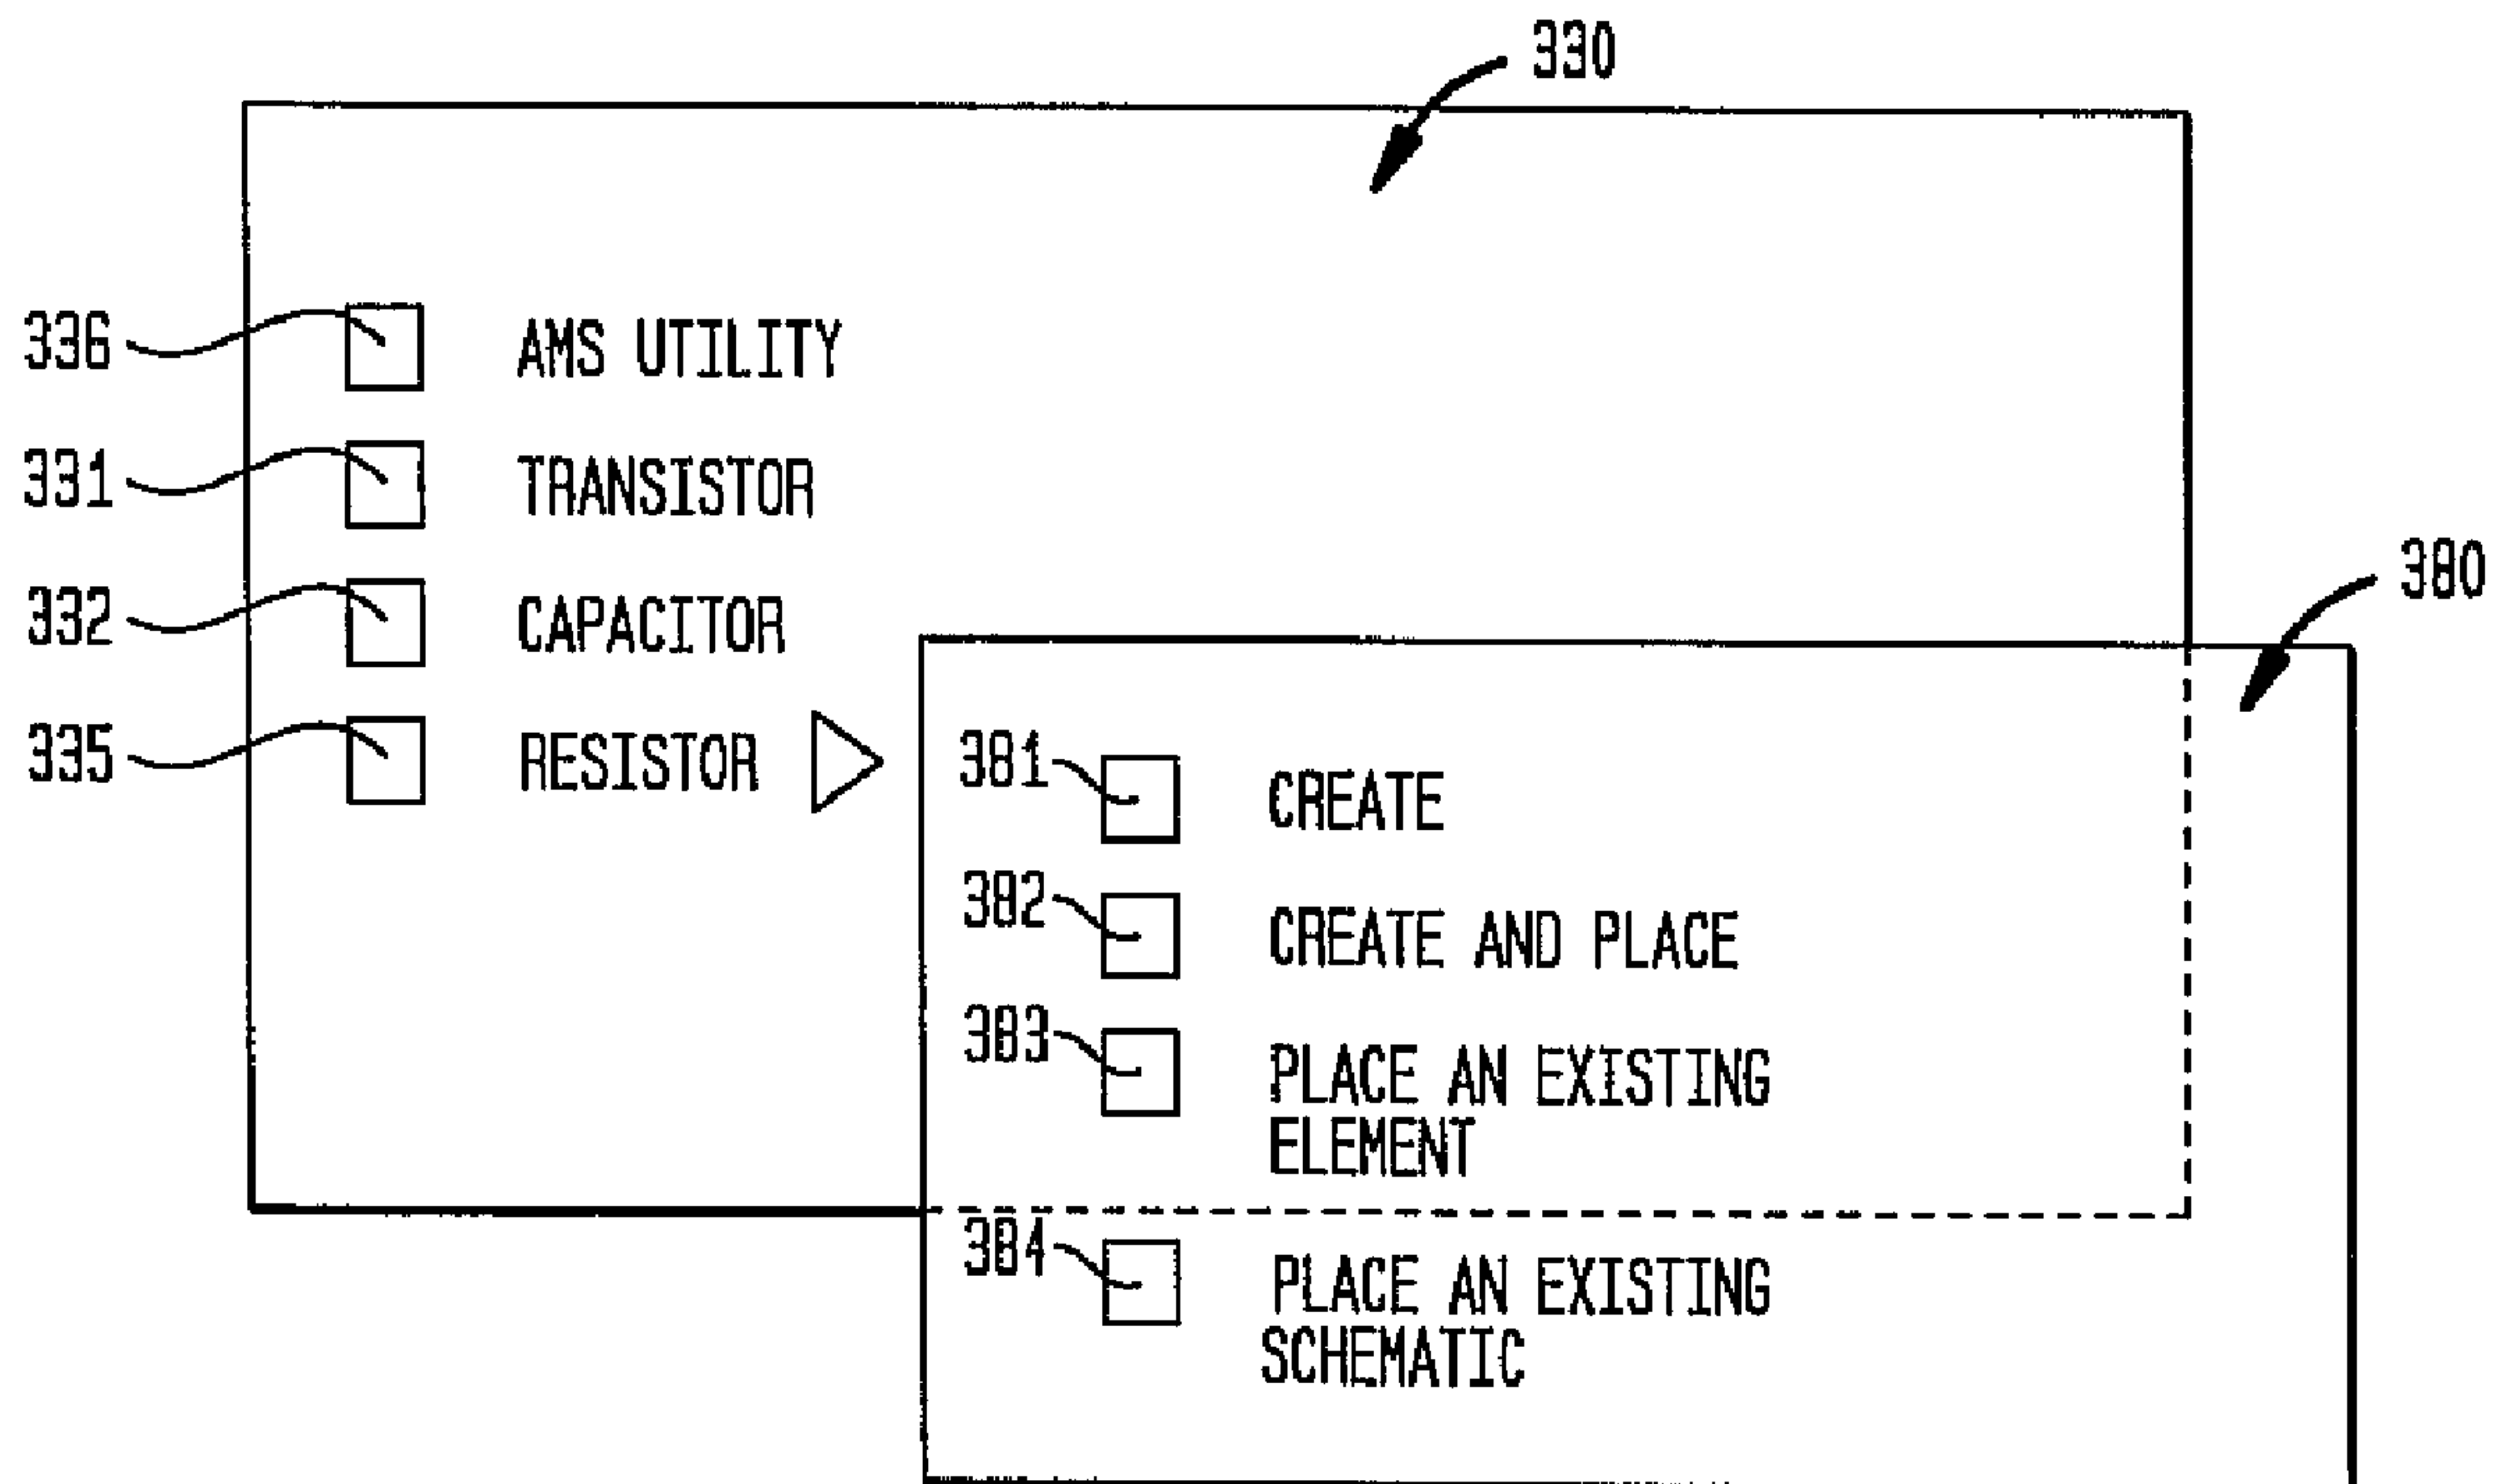 330
336 AMS UTILITY
331 TRANSISTOR
380
332 CAPACITOR
335 RESISTOR
381 CREATE
382 CREATE AND PLACE
383 PLACE AN EXISTING
ELEMENT
384 PLACE AN EXISTING
SCHEMATIC